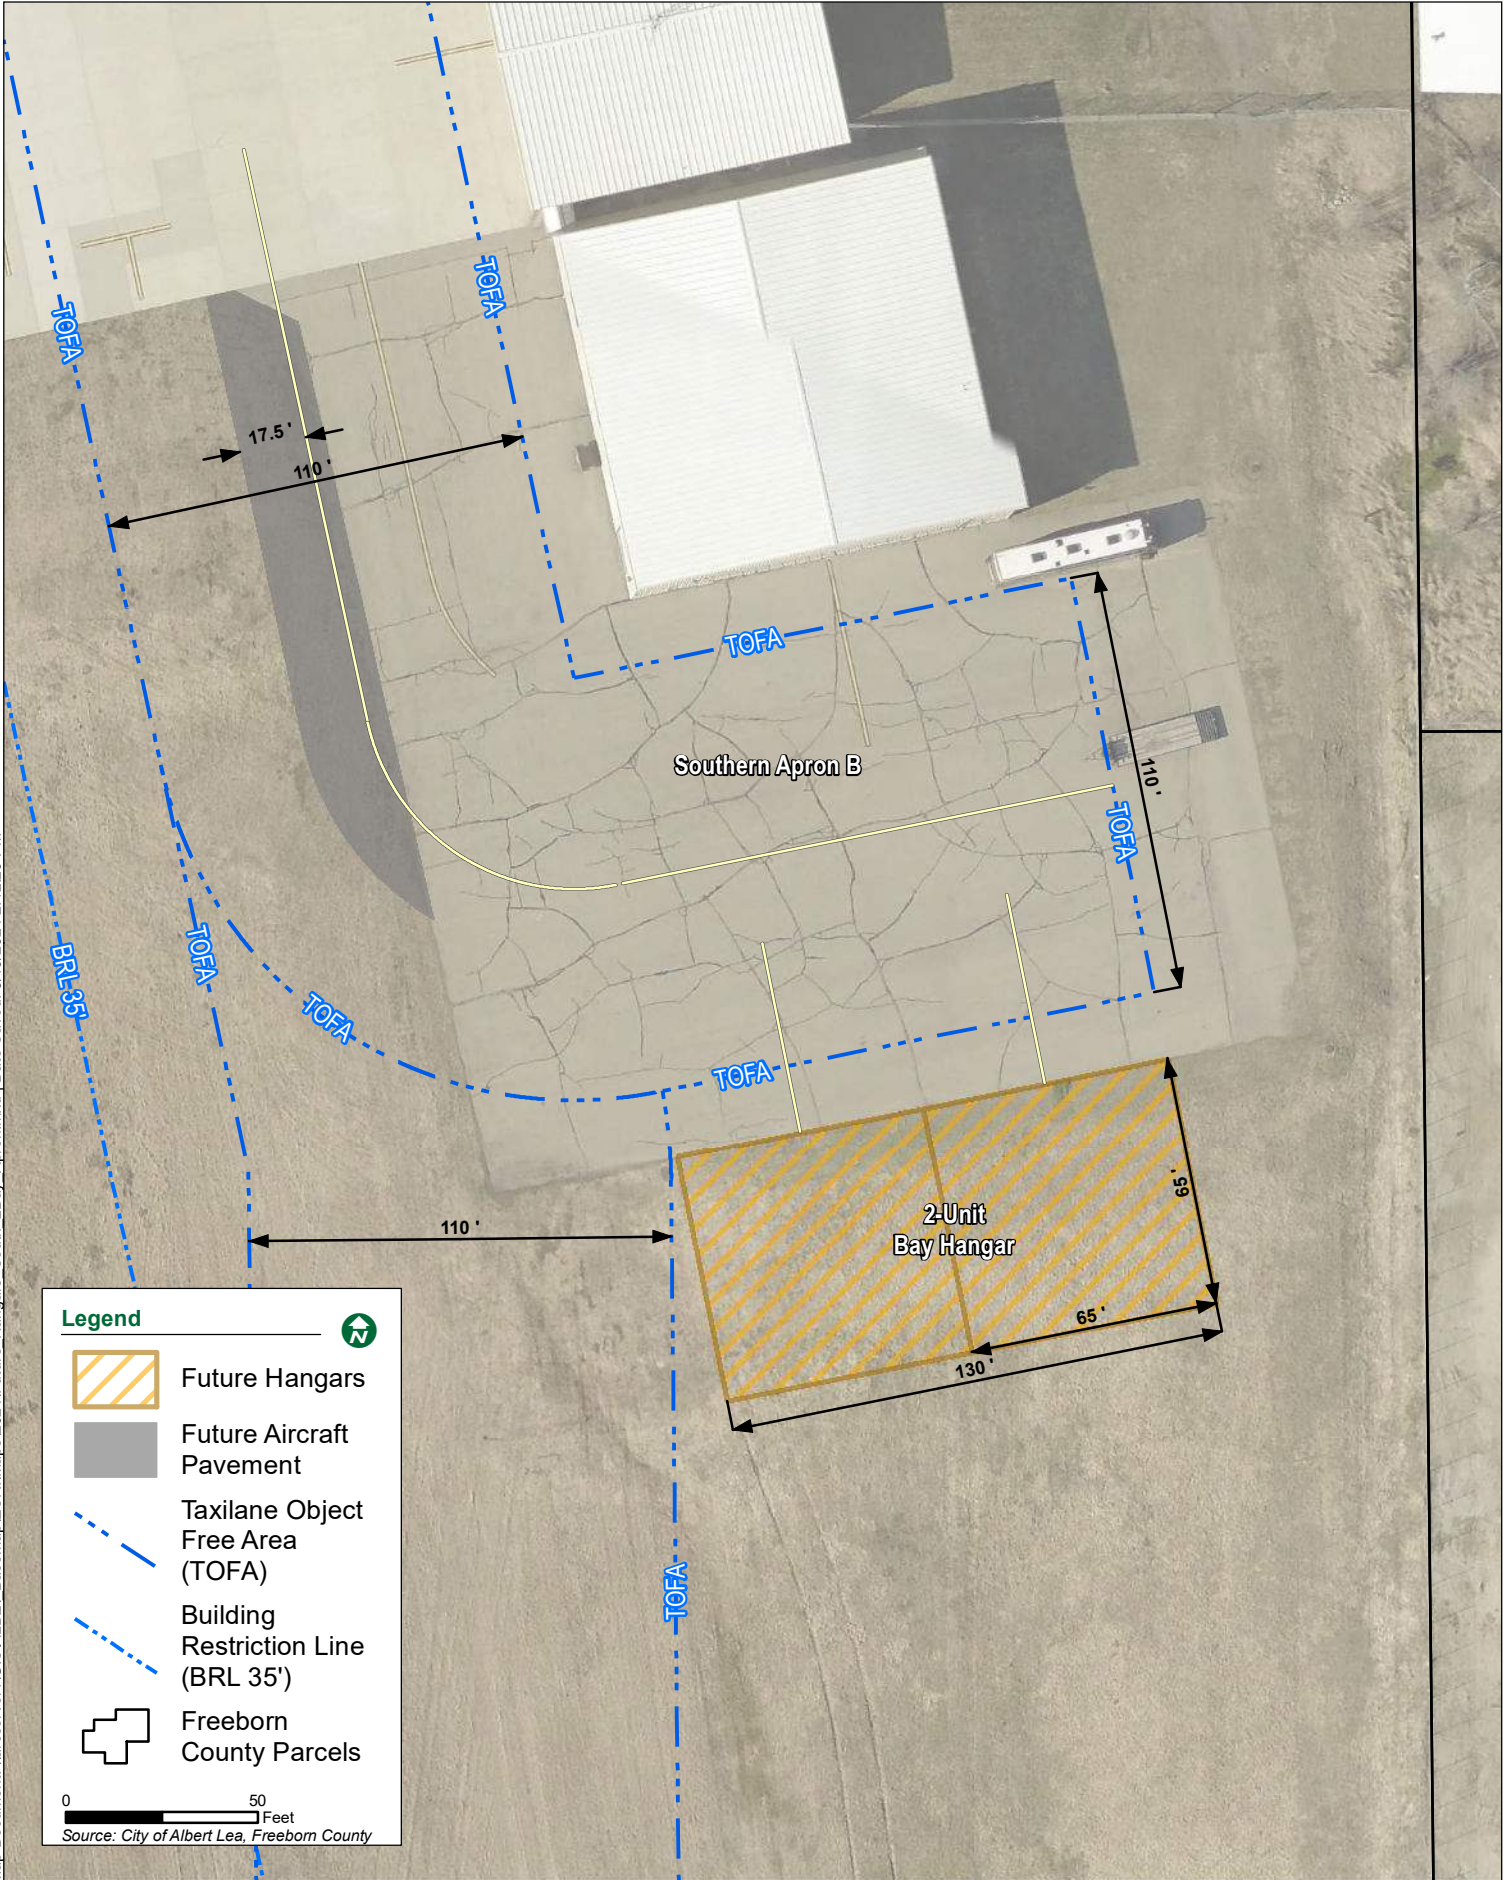 TOFA
TOFA
17.5 '
110 '
TOFA
Southern Apron B
110 '
TOFA
BRL 35'
TOFA
TOFA
TOFA
110 '
65 '
2-Unit
Bay Hangar
65 '
130 '
TOFA
Legend
N
Future Hangars
Future Aircraft
Pavement
Taxilane Object
Free Area
(TOFA)
Building
Restriction Line
(BRL 35')
Freeborn
County Parcels
0 50
Feet
Source: City of Albert Lea, Freeborn County